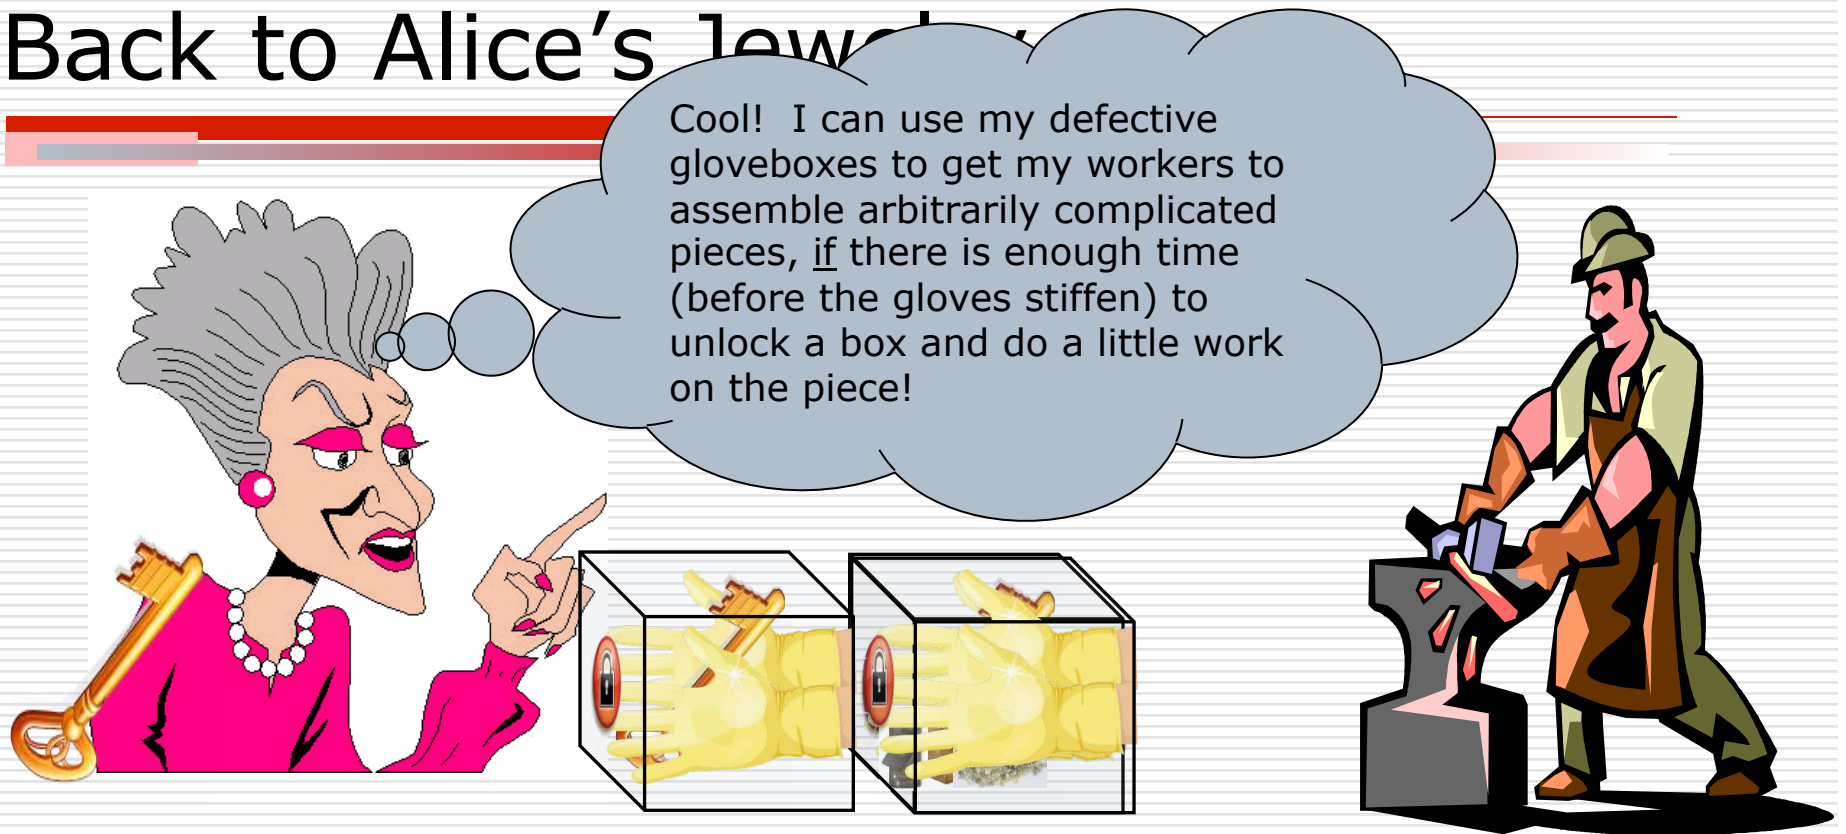 Back to Alice’s Jewelry
Cool!  I can use my defective
gloveboxes to get my workers to
assemble arbitrarily complicated
pieces, if there is enough time
(before the gloves stiffen) to
unlock a box and do a little work
on the piece!